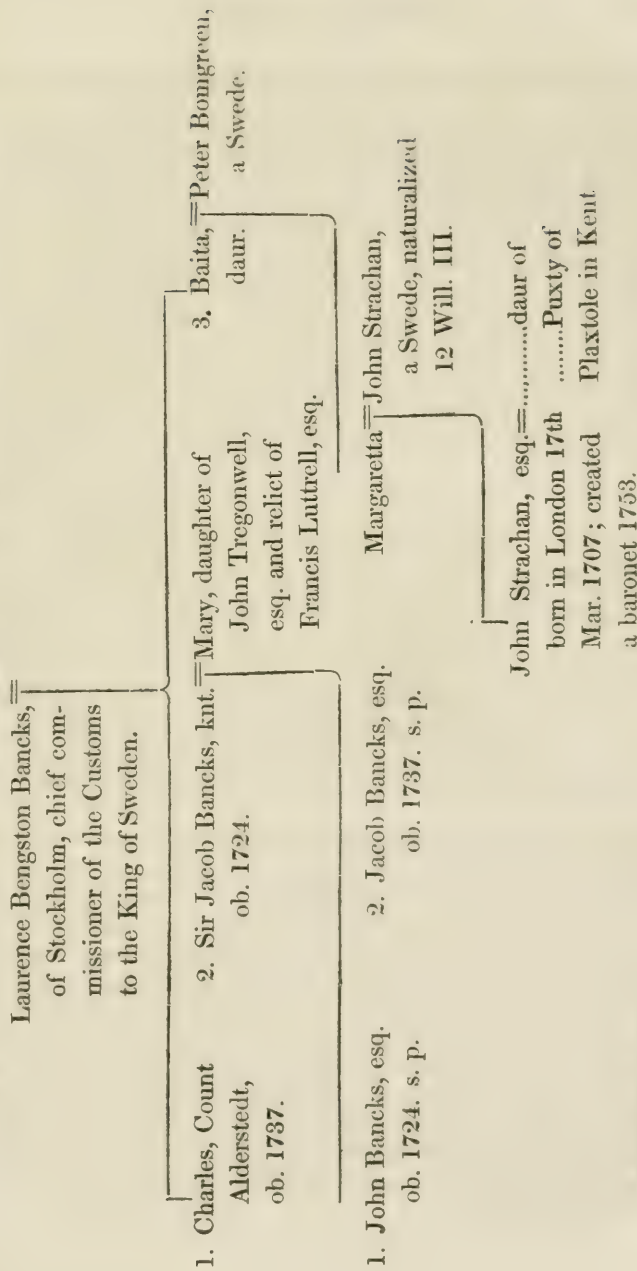 Laurence Bengston Bancks,
of Stockholm, chief com-
missioner of the Customs
to the King of Sweden.
1. Charles, Count
Alderstedt,
ob. 1737.
2. Sir Jacob Bancks, knt.
ob. 1724.
Mary, daughter of
John Tregonwell,
esq. and relict of
Francis Luttrell, esq.
3. Baita,
daur.
Peter Bomgreen,
a Swede.
1. John Bancks, esq.
ob. 1724. s. p.
2. Jacob Bancks, esq.
ob. 1737. s. p.
Margaretta
John Strachan,
a Swede, naturalized
12 Will. III.
John Strachan, esq.
born in London 17th
Mar. 1707; created
a baronet 1753.
............daur of
........Puxty of
Plaxtole in Kent